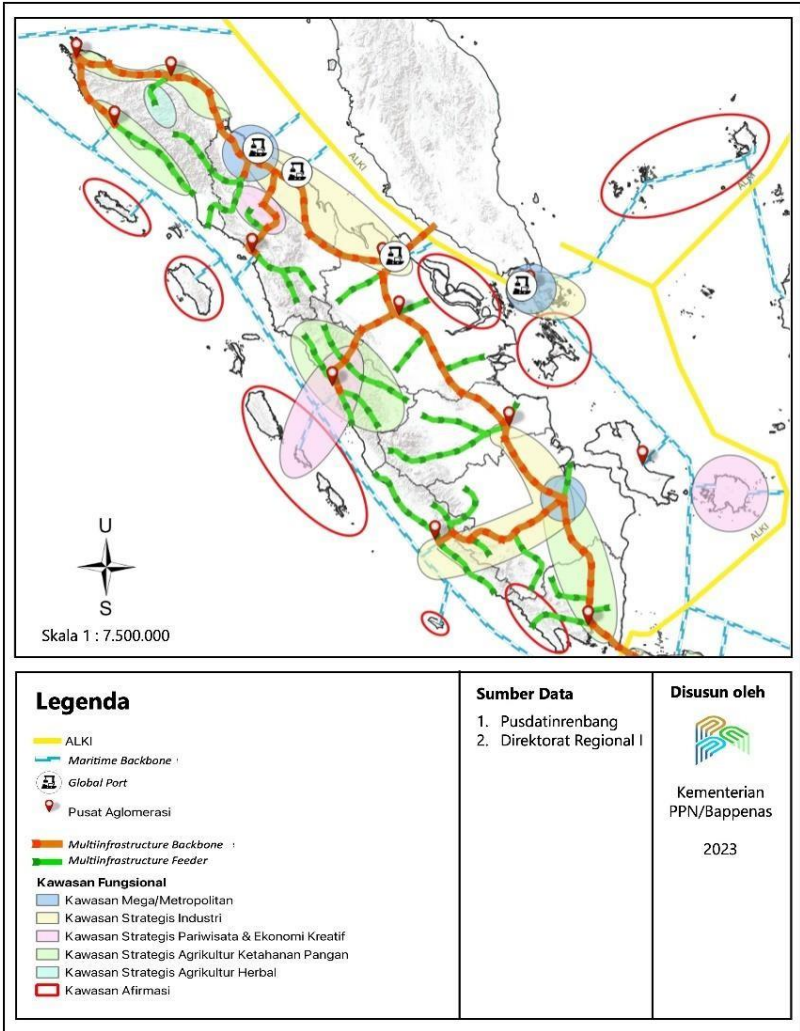 ALKI
ALKI
ALKI
U
S
Skala 1 : 7.500.000
Legenda
ALKI
Maritime Backbone
Global Port
Pusat Aglomerasi
Multiinfrastructure Backbone
Multiinfrastructure Feeder
Kawasan Fungsional
Kawasan Mega/Metropolitan
Kawasan Strategis Industri
Kawasan Strategis Pariwisata & Ekonomi Kreatif
Kawasan Strategis Agrikultur Ketahanan Pangan
Kawasan Strategis Agrikultur Herbal
Kawasan Afirmasi
Sumber Data
1. Pusdatinrenbang
2. Direktorat Regional I
Disusun oleh
Kementerian
PPN/Bappenas
2023